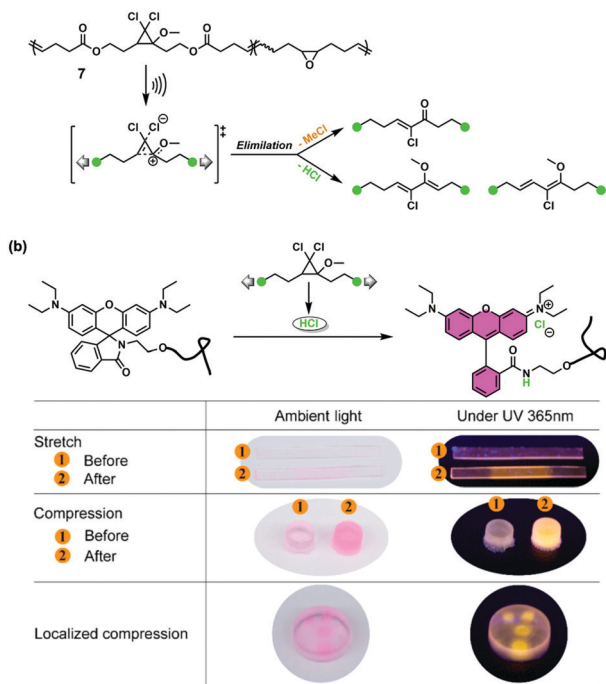 Cl Cl
O
O
O
O
O
O
7
Cl Cl
O
‡
Elimilation
- MeCl
- HCl
O
Cl
O
Cl
O
Cl
(b)
Cl Cl
O
HCl
N O N
N O
O
N O N
Cl
O
N O
H
Ambient light
Under UV 365nm
Stretch
1 Before
2 After
1
2
1
2
Compression
1 Before
2 After
1 2
1 2
Localized compression